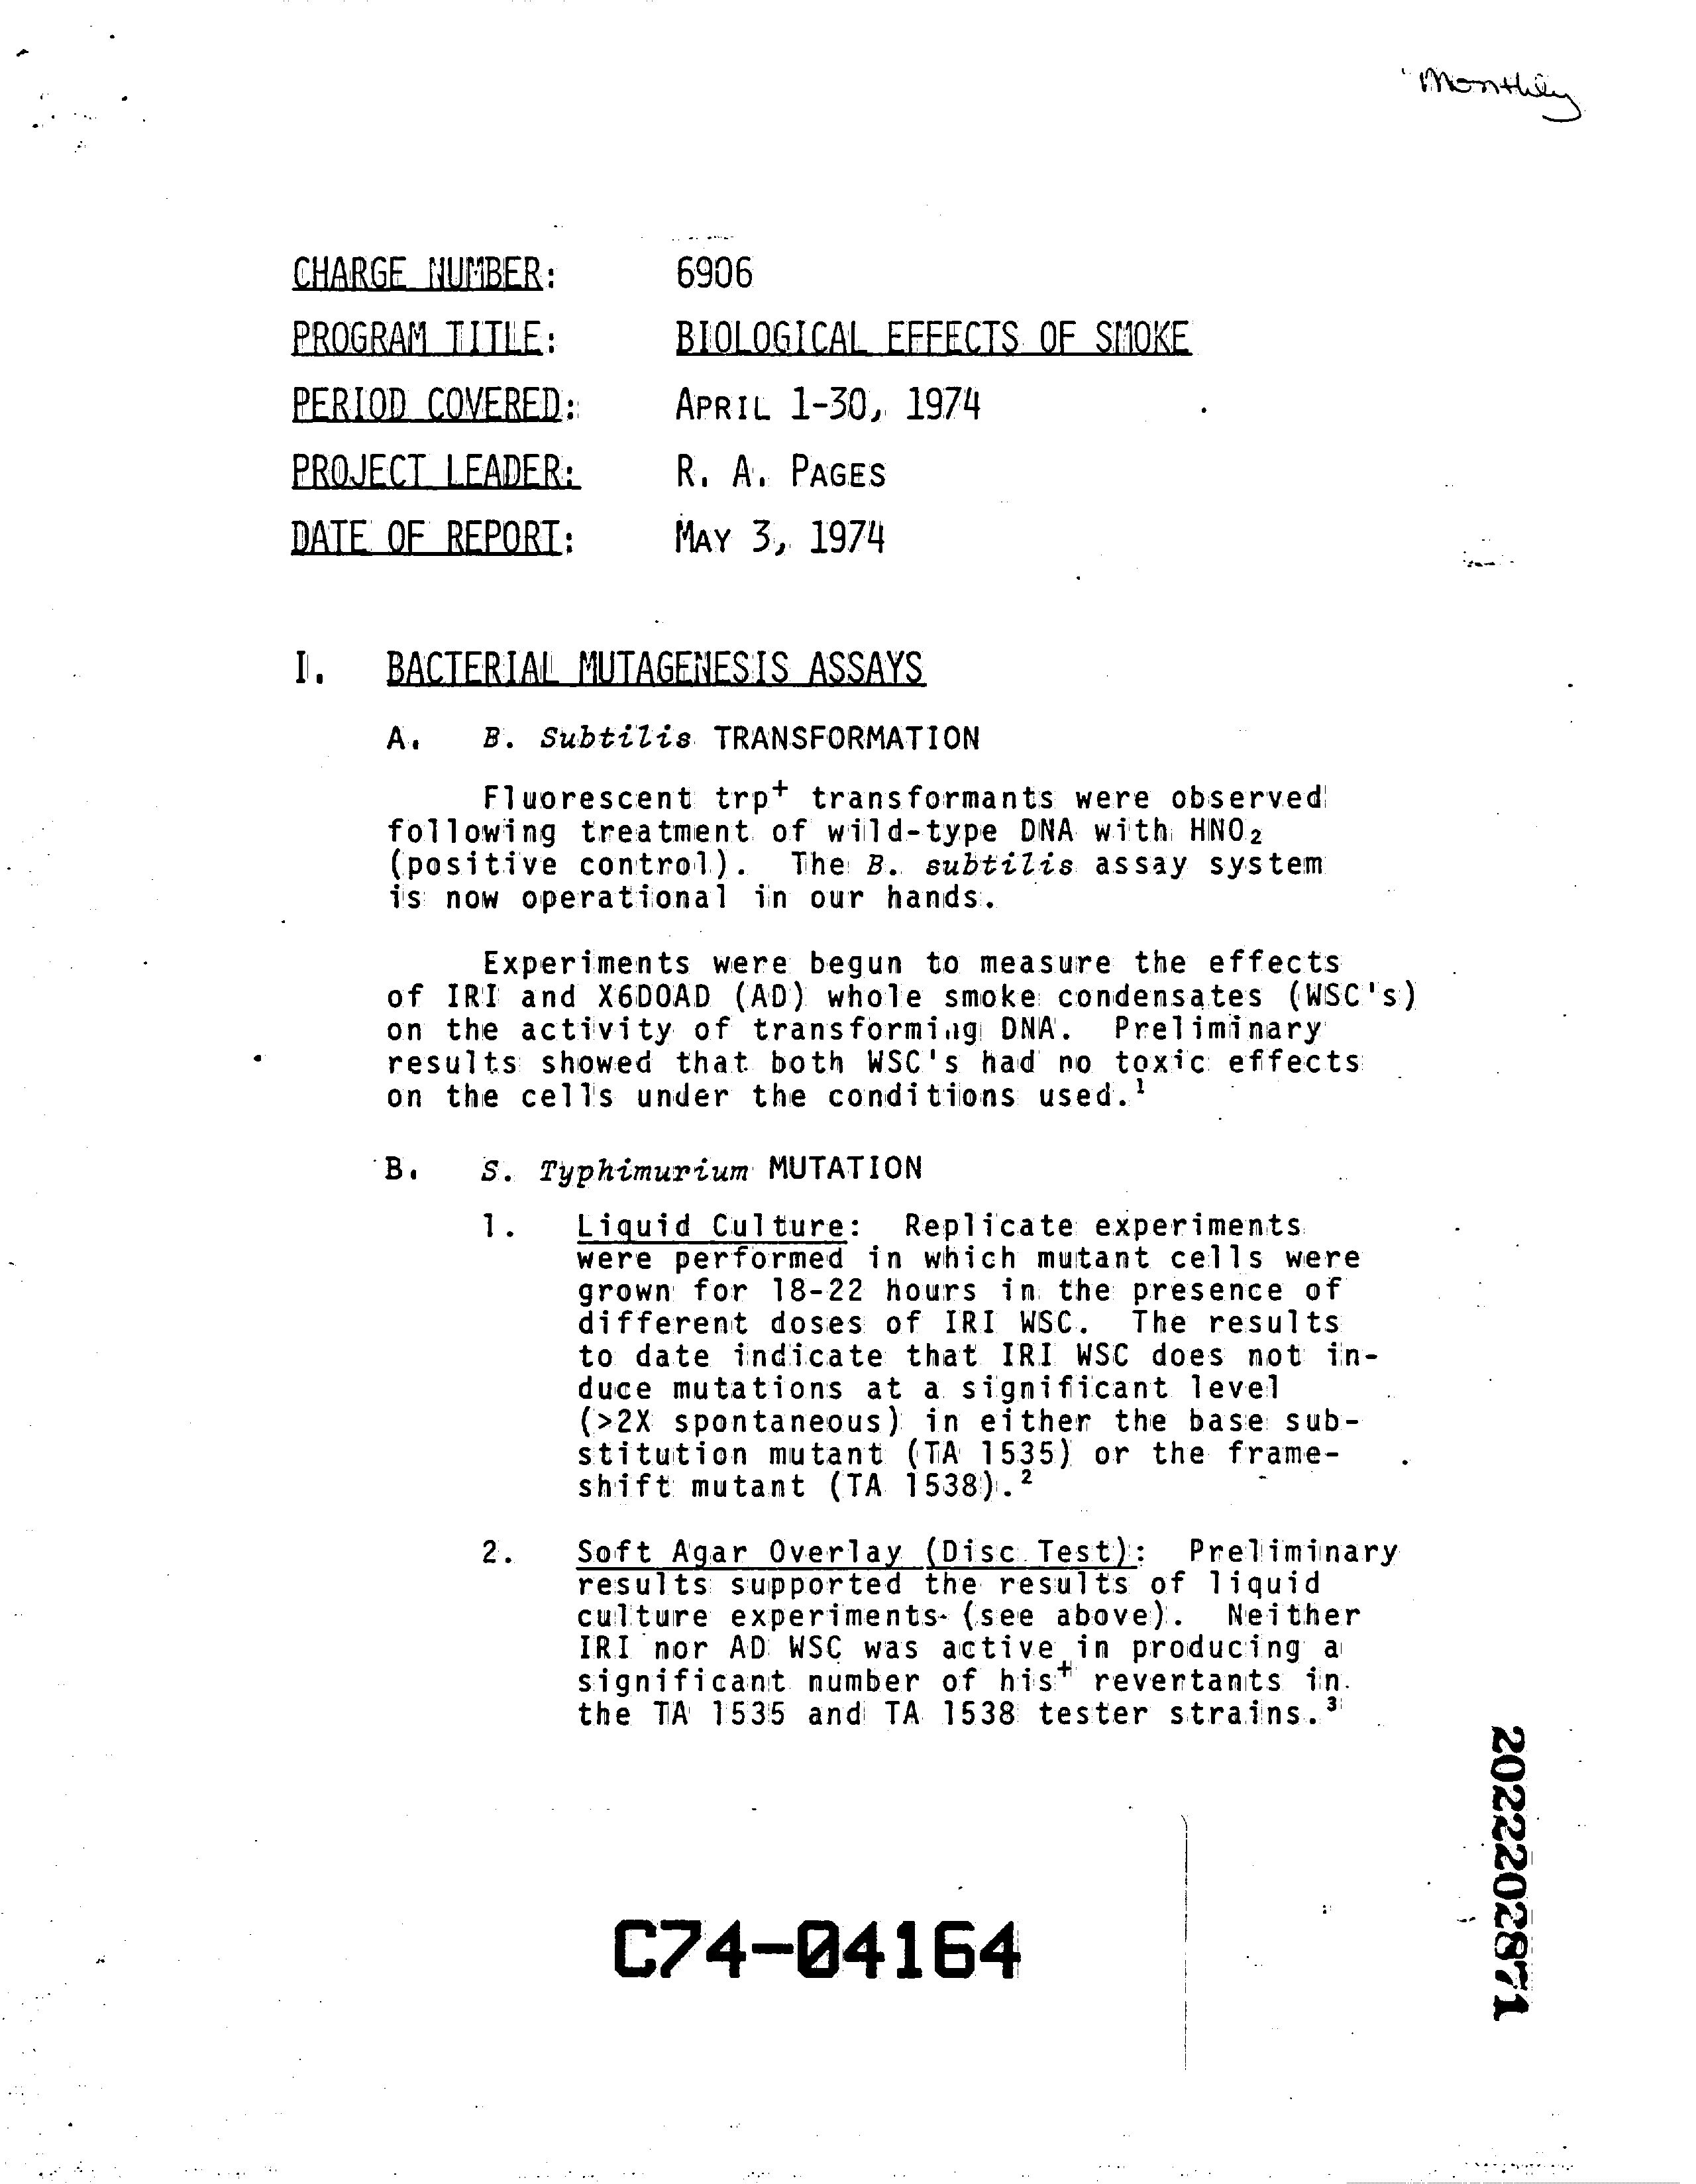 Monthly
CHARGE NUMBER: 6906
PROGRAM TITLE: BIOLOGICAL EFFECTS OF SMOKE
PERIOD COVERED: APRIL 1-30, 1974
PROJECT LEADER: R. A. PAGES
DATE OF REPORT: MAY 3, 1974
I. BACTERIAL MUTAGENESIS ASSAYS
A. B. Subtilis TRANSFORMATION
Fluorescent trp⁺ transformants were observed
following treatment of wild-type DNA with HNO₂
(positive control). The B. subtilis assay system
is now operational in our hands.
Experiments were begun to measure the effects
of IRI and X6DOAD (AD) whole smoke condensates (WSC's)
on the activity of transforming DNA. Preliminary
results showed that both WSC's had no toxic effects
on the cells under the conditions used.¹
B. S. Typhimurium MUTATION
1. Liquid Culture: Replicate experiments
were performed in which mutant cells were
grown for 18-22 hours in the presence of
different doses of IRI WSC. The results
to date indicate that IRI WSC does not in-
duce mutations at a significant level
(>2X spontaneous) in either the base sub-
stitution mutant (TA 1535) or the frame-
shift mutant (TA 1538).²
2. Soft Agar Overlay (Disc Test): Preliminary
results supported the results of liquid
culture experiments (see above). Neither
IRI nor AD WSC was active in producing a
significant number of his⁺ revertants in
the TA 1535 and TA 1538 tester strains.³
2022202871
C74-04164